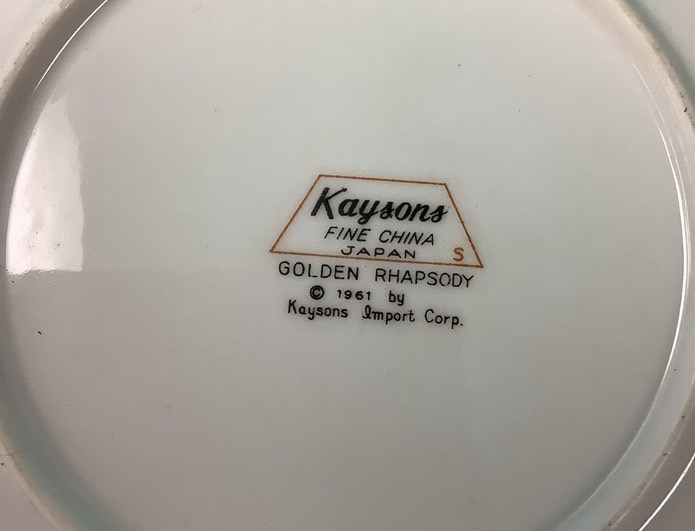 Kaysons
FINE CHINA
JAPAN S
GOLDEN RHAPSODY
© 1961 by
Kaysons Import Corp.